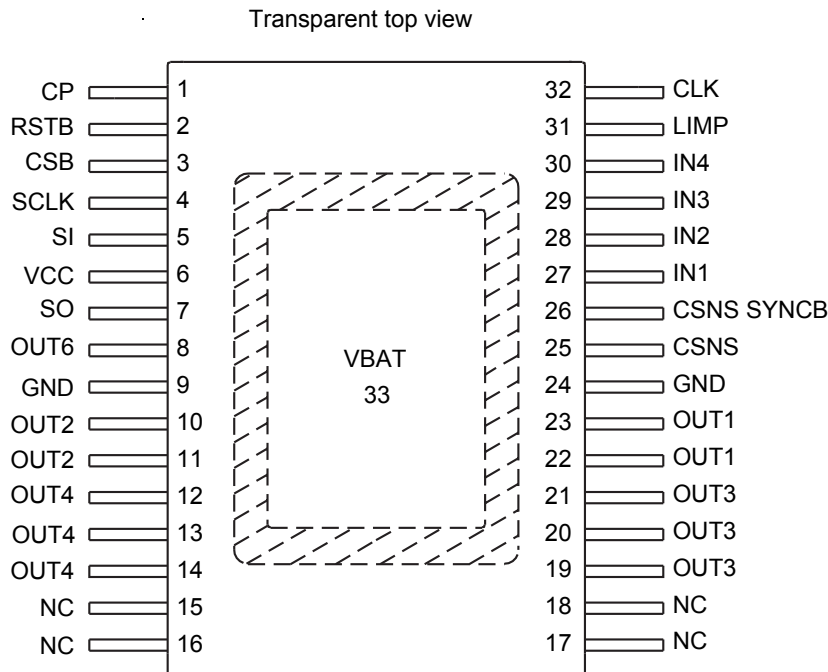 Transparent top view
CP 1 32 CLK
RSTB 2 31 LIMP
CSB 3 30 IN4
SCLK 4 29 IN3
SI 5 28 IN2
VCC 6 27 IN1
SO 7 26 CSNS SYNCB
OUT6 8 25 CSNS
GND 9 24 GND
OUT2 10 23 OUT1
OUT2 11 22 OUT1
OUT4 12 21 OUT3
OUT4 13 20 OUT3
OUT4 14 19 OUT3
NC 15 18 NC
NC 16 17 NC
VBAT
33